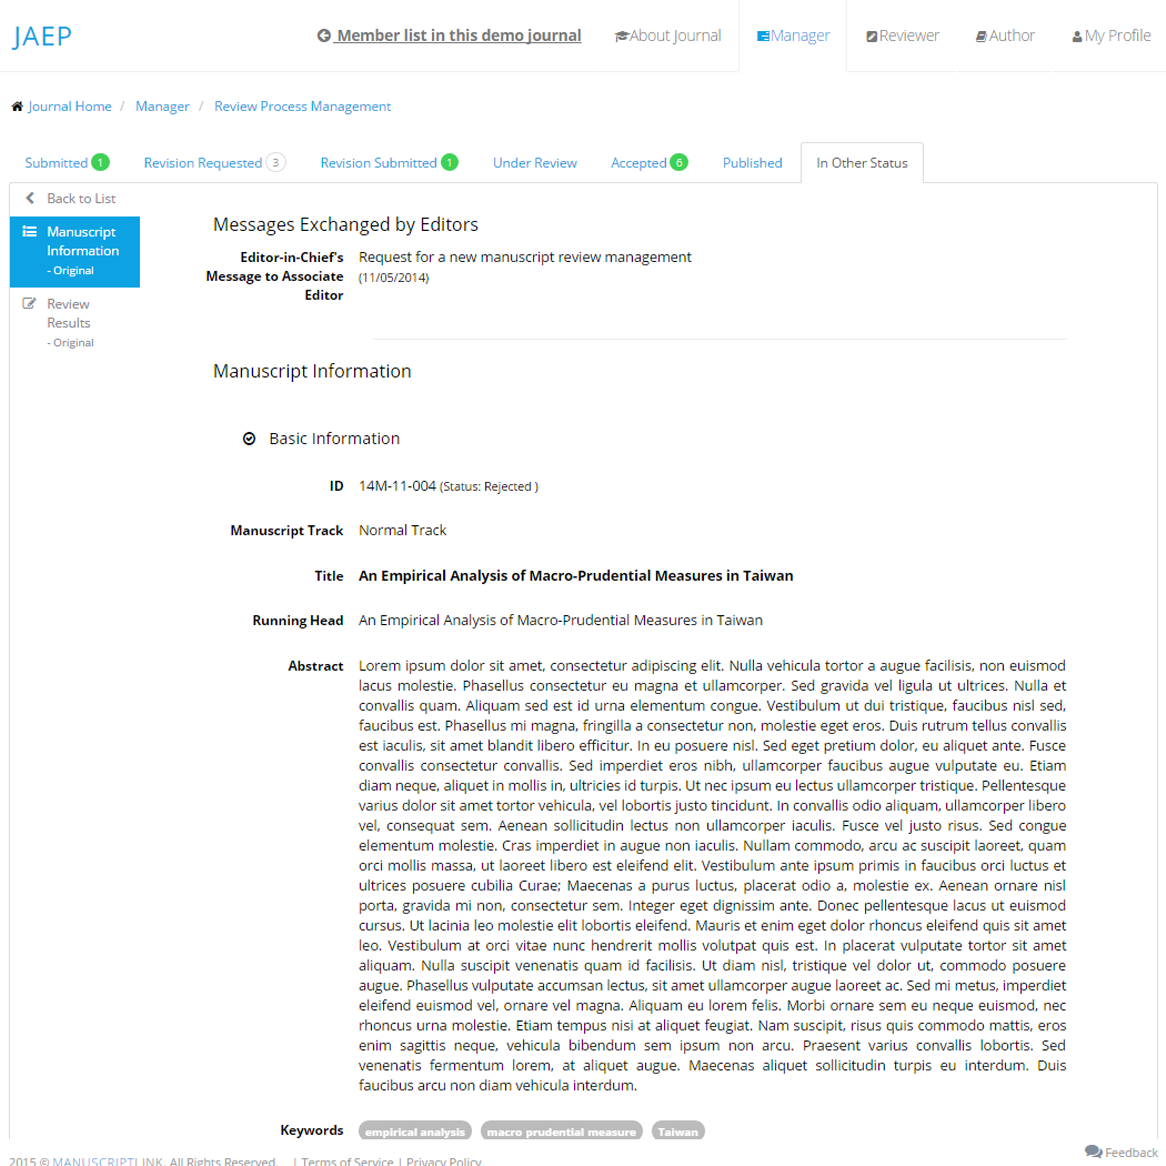 JAEP
Member list in this demo journal
About Journal
Manager
Reviewer
Author
My Profile
Journal Home / Manager / Review Process Management
Submitted 1
Revision Requested 3
Revision Submitted 1
Under Review
Accepted 6
Published
In Other Status
Back to List
Manuscript
Information
- Original
Review
Results
- Original
Messages Exchanged by Editors
Editor-in-Chief's Request for a new manuscript review management
Message to Associate (11/05/2014)
Editor
Manuscript Information
Basic Information
ID 14M-11-004 (Status: Rejected )
Manuscript Track Normal Track
Title An Empirical Analysis of Macro-Prudential Measures in Taiwan
Running Head An Empirical Analysis of Macro-Prudential Measures in Taiwan
Abstract Lorem ipsum dolor sit amet, consectetur adipiscing elit. Nulla vehicula tortor a augue facilisis, non euismod
lacus molestie. Phasellus consectetur eu magna et ullamcorper. Sed gravida vel ligula ut ultrices. Nulla et
convallis quam. Aliquam sed est id urna elementum congue. Vestibulum ut dui tristique, faucibus nisl sed,
faucibus est. Phasellus mi magna, fringilla a consectetur non, molestie eget eros. Duis rutrum tellus convallis
est iaculis, sit amet blandit libero efficitur. In eu posuere nisl. Sed eget pretium dolor, eu aliquet ante. Fusce
convallis consectetur convallis. Sed imperdiet eros nibh, ullamcorper faucibus augue vulputate eu. Etiam
diam neque, aliquet in mollis in, ultricies id turpis. Ut nec ipsum eu lectus ullamcorper tristique. Pellentesque
varius dolor sit amet tortor vehicula, vel lobortis justo tincidunt. In convallis odio aliquam, ullamcorper libero
vel, consequat sem. Aenean sollicitudin lectus non ullamcorper iaculis. Fusce vel justo risus. Sed congue
elementum molestie. Cras imperdiet in augue non iaculis. Nullam commodo, arcu ac suscipit laoreet, quam
orci mollis massa, ut laoreet libero est eleifend elit. Vestibulum ante ipsum primis in faucibus orci luctus et
ultrices posuere cubilia Curae; Maecenas a purus luctus, placerat odio a, molestie ex. Aenean ornare nisl
porta, gravida mi non, consectetur sem. Integer eget dignissim ante. Donec pellentesque lacus ut euismod
cursus. Ut lacinia leo molestie elit lobortis eleifend. Mauris et enim eget dolor rhoncus eleifend quis sit amet
leo. Vestibulum at orci vitae nunc hendrerit mollis volutpat quis est. In placerat vulputate tortor sit amet
aliquam. Nulla suscipit venenatis quam id facilisis. Ut diam nisl, tristique vel dolor ut, commodo posuere
augue. Phasellus vulputate accumsan lectus, sit amet ullamcorper augue laoreet ac. Sed mi metus, imperdiet
eleifend euismod vel, ornare vel magna. Aliquam eu lorem felis. Morbi ornare sem eu neque euismod, nec
rhoncus urna molestie. Etiam tempus nisi at aliquet feugiat. Nam suscipit, risus quis commodo mattis, eros
enim sagittis neque, vehicula bibendum sem ipsum non arcu. Praesent varius convallis lobortis. Sed
venenatis fermentum lorem, at aliquet augue. Maecenas aliquet sollicitudin turpis eu interdum. Duis
faucibus arcu non diam vehicula interdum.
Keywords empirical analysis macro prudential measure Taiwan
2015 © MANUSCRIPTLINK. All Rights Reserved. | Terms of Service | Privacy Policy
Feedback